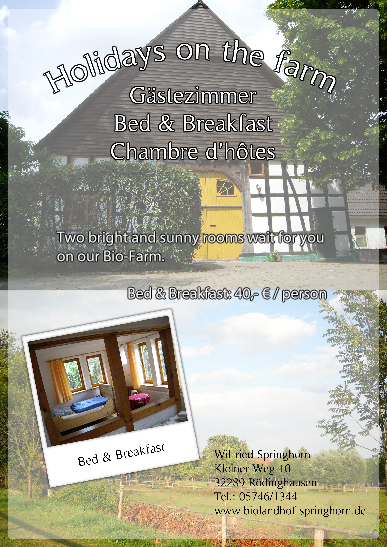 Holidays on the farm
Gästezimmer
Bed & Breakfast
Chambre d'hôtes
Two bright and sunny rooms wait for you
on our Bio-Farm.
Bed & Breakfast: 40,- € / person
Bed & Breakfast
Wilfried Springhorn
Kleiner Weg 10
32289 Rödinghausen
Tel.: 05746/1344
www.biolandhof-springhorn.de